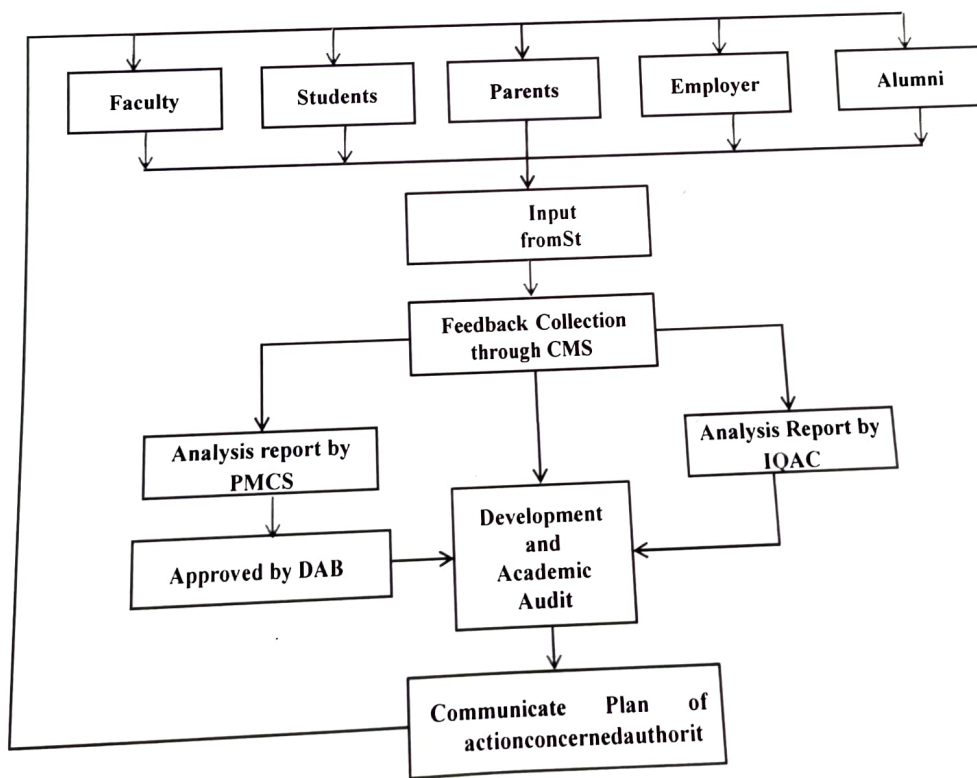 Faculty
Students
Parents
Employer
Alumni
Input
fromSt
Feedback Collection
through CMS
Analysis report by
PMCS
Analysis Report by
IQAC
Approved by DAB
Development
and
Academic
Audit
Communicate Plan of
actionconcernedauthorit